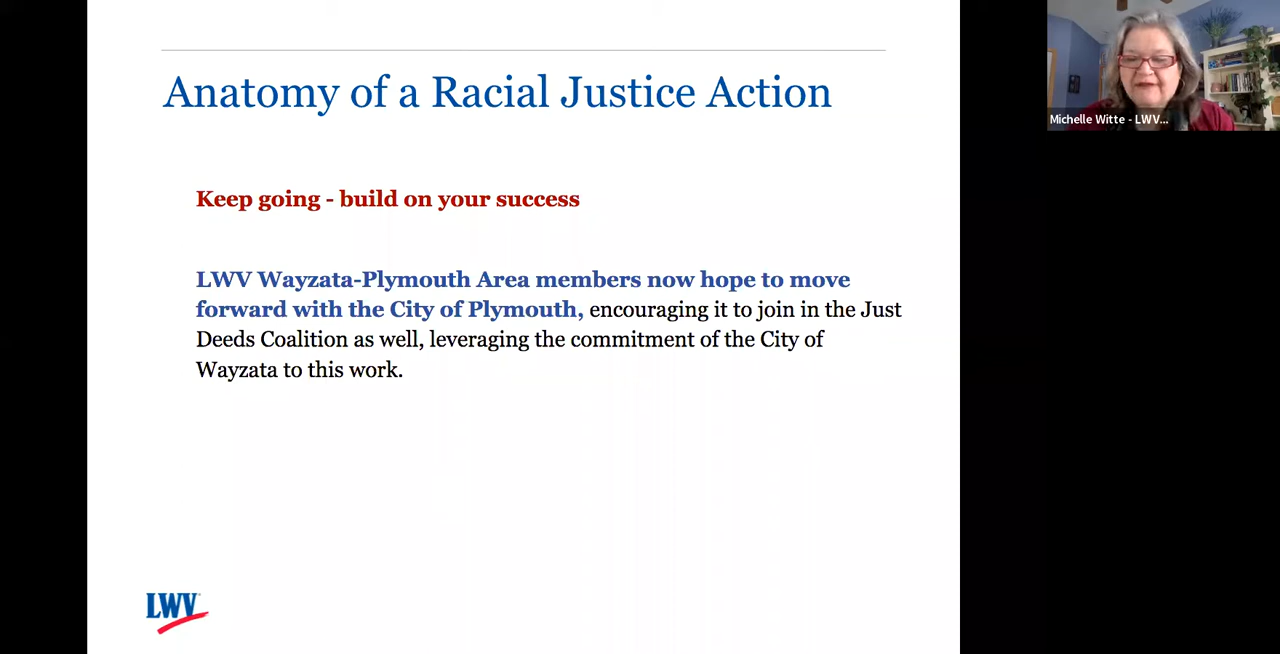 Anatomy of a Racial Justice Action
Keep going - build on your success
LWV Wayzata-Plymouth Area members now hope to move
forward with the City of Plymouth, encouraging it to join in the Just
Deeds Coalition as well, leveraging the commitment of the City of
Wayzata to this work.
LWV
Michelle Witte - LWV...